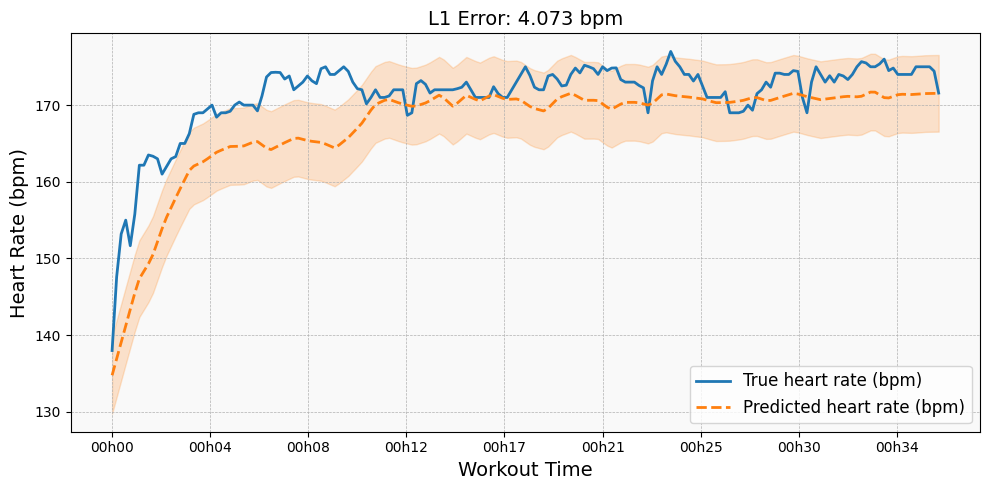 L1 Error: 4.073 bpm
Heart Rate (bpm)
170
160
150
140
130
True heart rate (bpm)
Predicted heart rate (bpm)
00h00 00h04 00h08 00h12 00h17 00h21 00h25 00h30 00h34
Workout Time